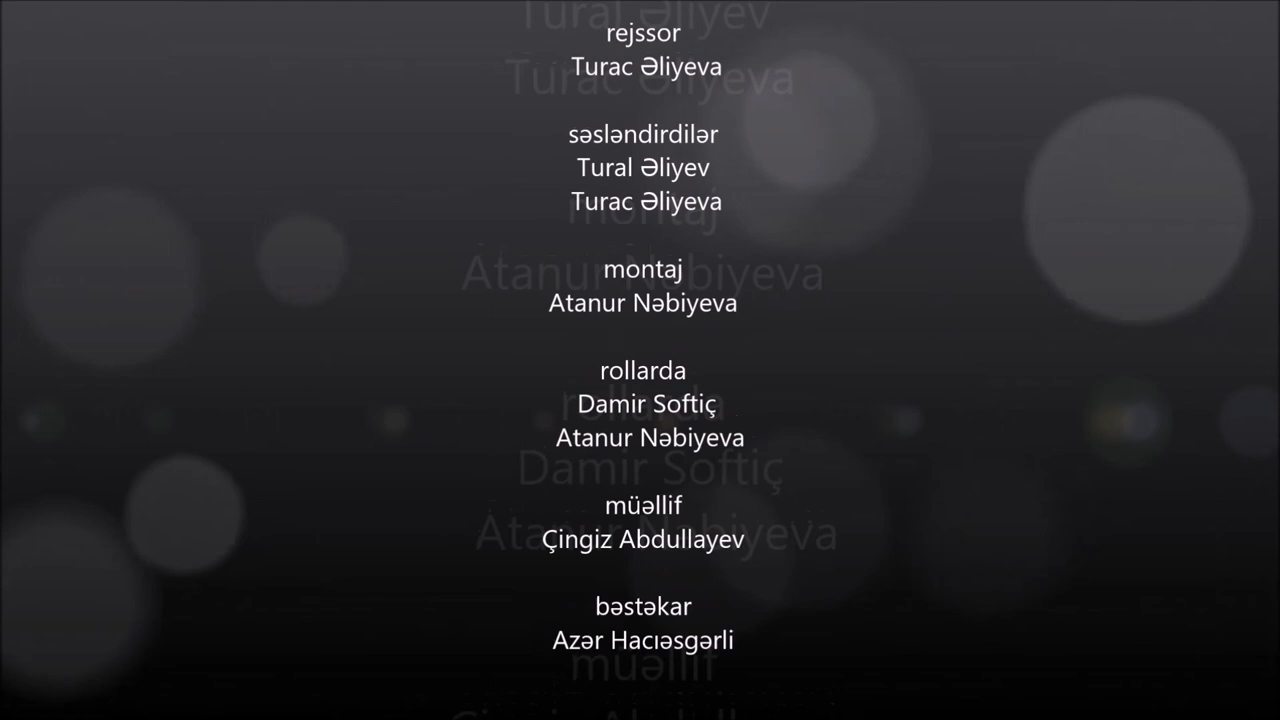 rejssor
Turac Əliyeva
səsləndirdilər
Tural Əliyev
Turac Əliyeva
montaj
Atanur Nəbiyeva
rollarda
Damir Softiç
Atanur Nəbiyeva
müəllif
Çingiz Abdullayev
bəstəkar
Azər Hacıəsgərli